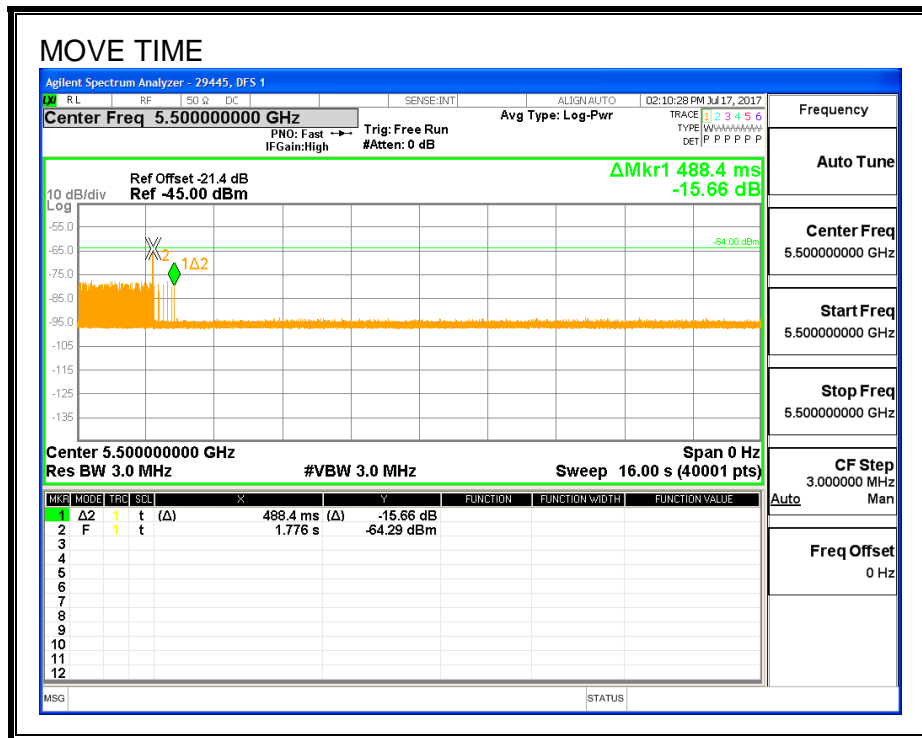 MOVE TIME
Agilent Spectrum Analyzer - 29445, DFS 1
LXI RL RF 50 Ω DC SENSE:INT ALIGN AUTO 02:10:28 PM Jul 17, 2017
Center Freq 5.500000000 GHz
PNO: Fast
IFGain:High
Trig: Free Run
#Atten: 0 dB
Avg Type: Log-Pwr
TRACE 1 2 3 4 5 6
TYPE WWWWWW
DET P P P P P P
ΔMkr1 488.4 ms
-15.66 dB
Ref Offset -21.4 dB
10 dB/div Ref -45.00 dBm
Log
-55.0
-65.0
-75.0
-85.0
-95.0
-105
-115
-125
-135
-64.00 dBm
2
1Δ2
Center 5.500000000 GHz Span 0 Hz
Res BW 3.0 MHz #VBW 3.0 MHz Sweep 16.00 s (40001 pts)
MKR MODE TRC SCL X Y FUNCTION FUNCTION WIDTH FUNCTION VALUE
1 Δ2 1 t (Δ) 488.4 ms (Δ) -15.66 dB
2 F 1 t 1.776 s -64.29 dBm
3
4
5
6
7
8
9
10
11
12
MSG STATUS
Frequency
Auto Tune
Center Freq
5.500000000 GHz
Start Freq
5.500000000 GHz
Stop Freq
5.500000000 GHz
CF Step
3.000000 MHz
Auto Man
Freq Offset
0 Hz